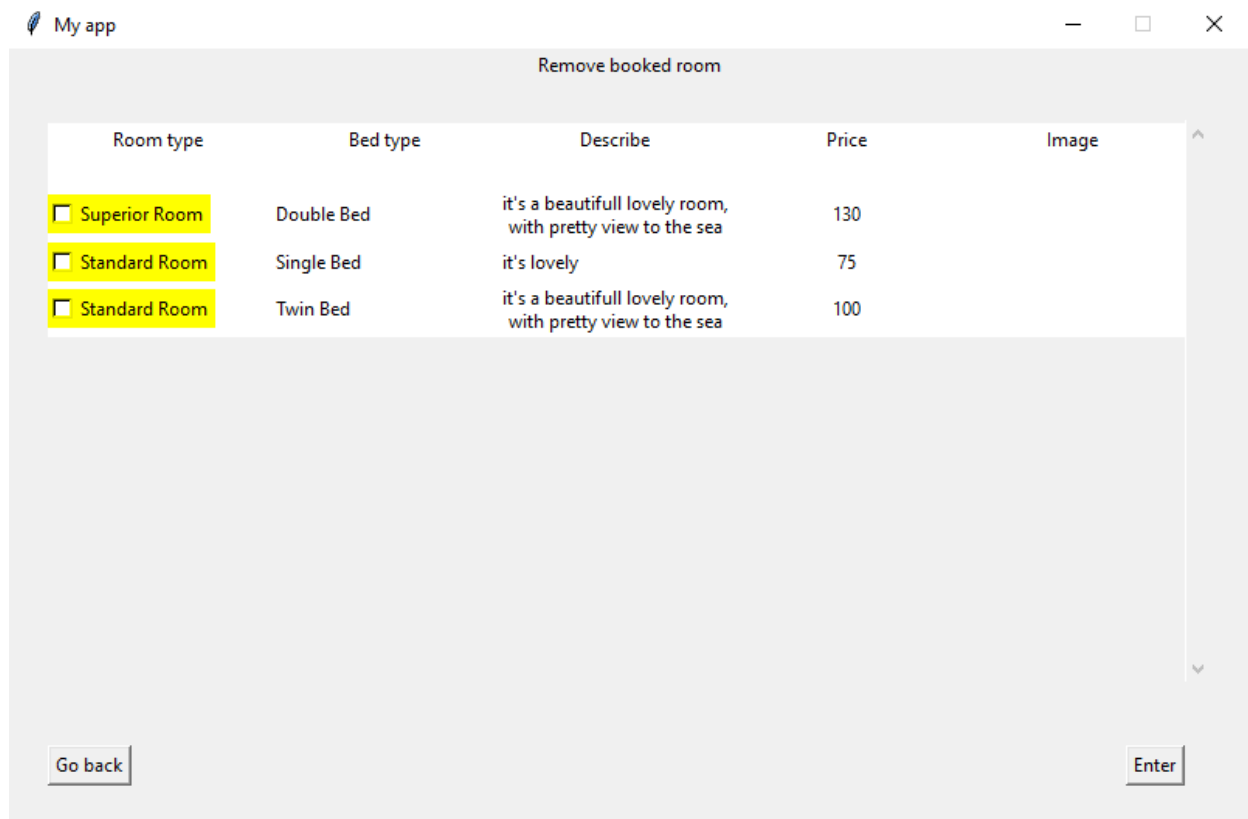 My app
Remove booked room
Room type Bed type Describe Price Image
Superior Room Double Bed it's a beautifull lovely room, 130
with pretty view to the sea
Standard Room Single Bed it's lovely 75
Standard Room Twin Bed it's a beautifull lovely room, 100
with pretty view to the sea
Go back Enter